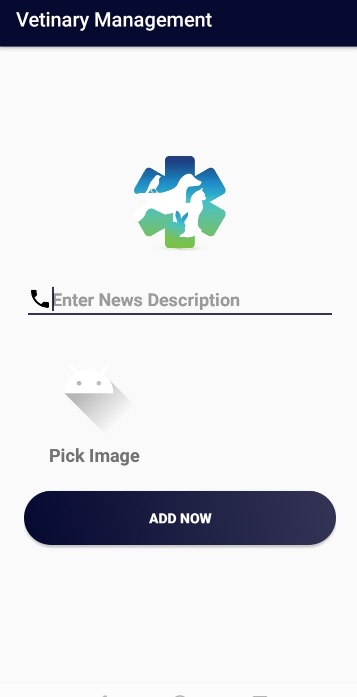 Vetinary Management
Enter News Description
Pick Image
ADD NOW